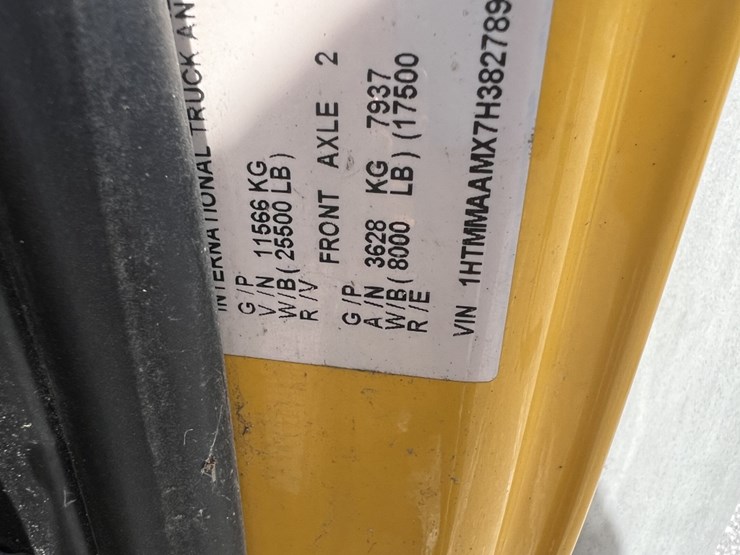 INTERNATIONAL TRUCK AN
G/P
V/N 11566 KG
W/B( 25500 LB)
R/V
FRONT AXLE 2
G/P
A/N 3628 KG 7937
W/B( 8000 LB) (17500
R/E
VIN 1HTMMAAMX7H382789